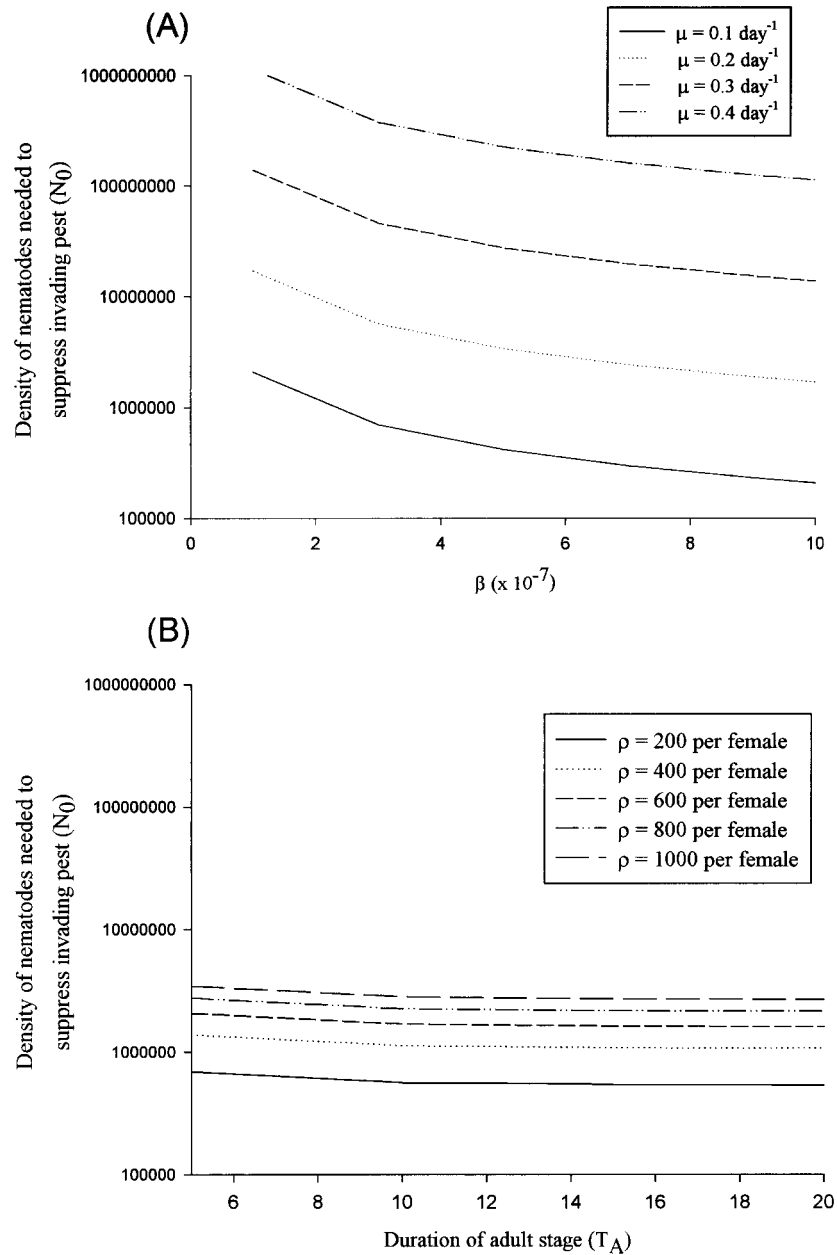 (A)
μ = 0.1 day-1
μ = 0.2 day-1
μ = 0.3 day-1
μ = 0.4 day-1
Density of nematodes needed to
suppress invading pest (N0)
1000000000
100000000
10000000
1000000
100000
0
2
4
6
8
10
β (x 10-7)
(B)
ρ = 200 per female
ρ = 400 per female
ρ = 600 per female
ρ = 800 per female
ρ = 1000 per female
Density of nematodes needed to
suppress invading pest (N0)
1000000000
100000000
10000000
1000000
100000
6
8
10
12
14
16
18
20
Duration of adult stage (TA)